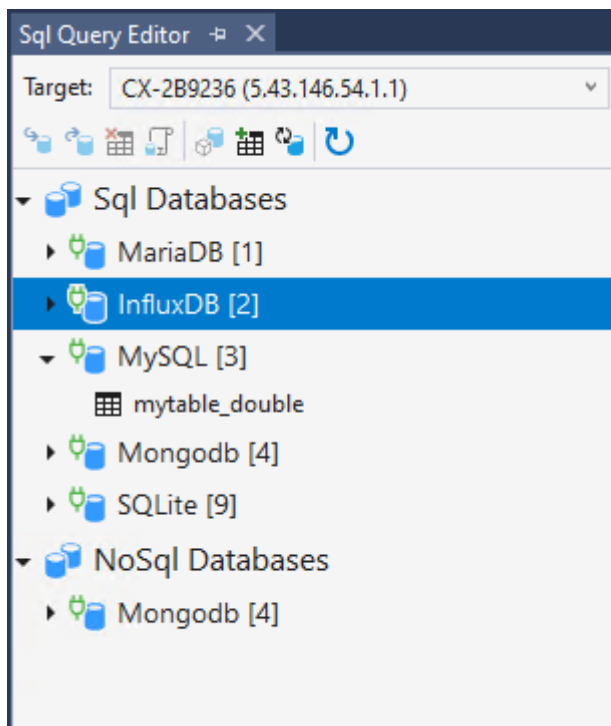 Sql Query Editor
Target: CX-2B9236 (5.43.146.54.1.1)
Sql Databases
MariaDB [1]
InfluxDB [2]
MySQL [3]
mytable_double
Mongodb [4]
SQLite [9]
NoSql Databases
Mongodb [4]